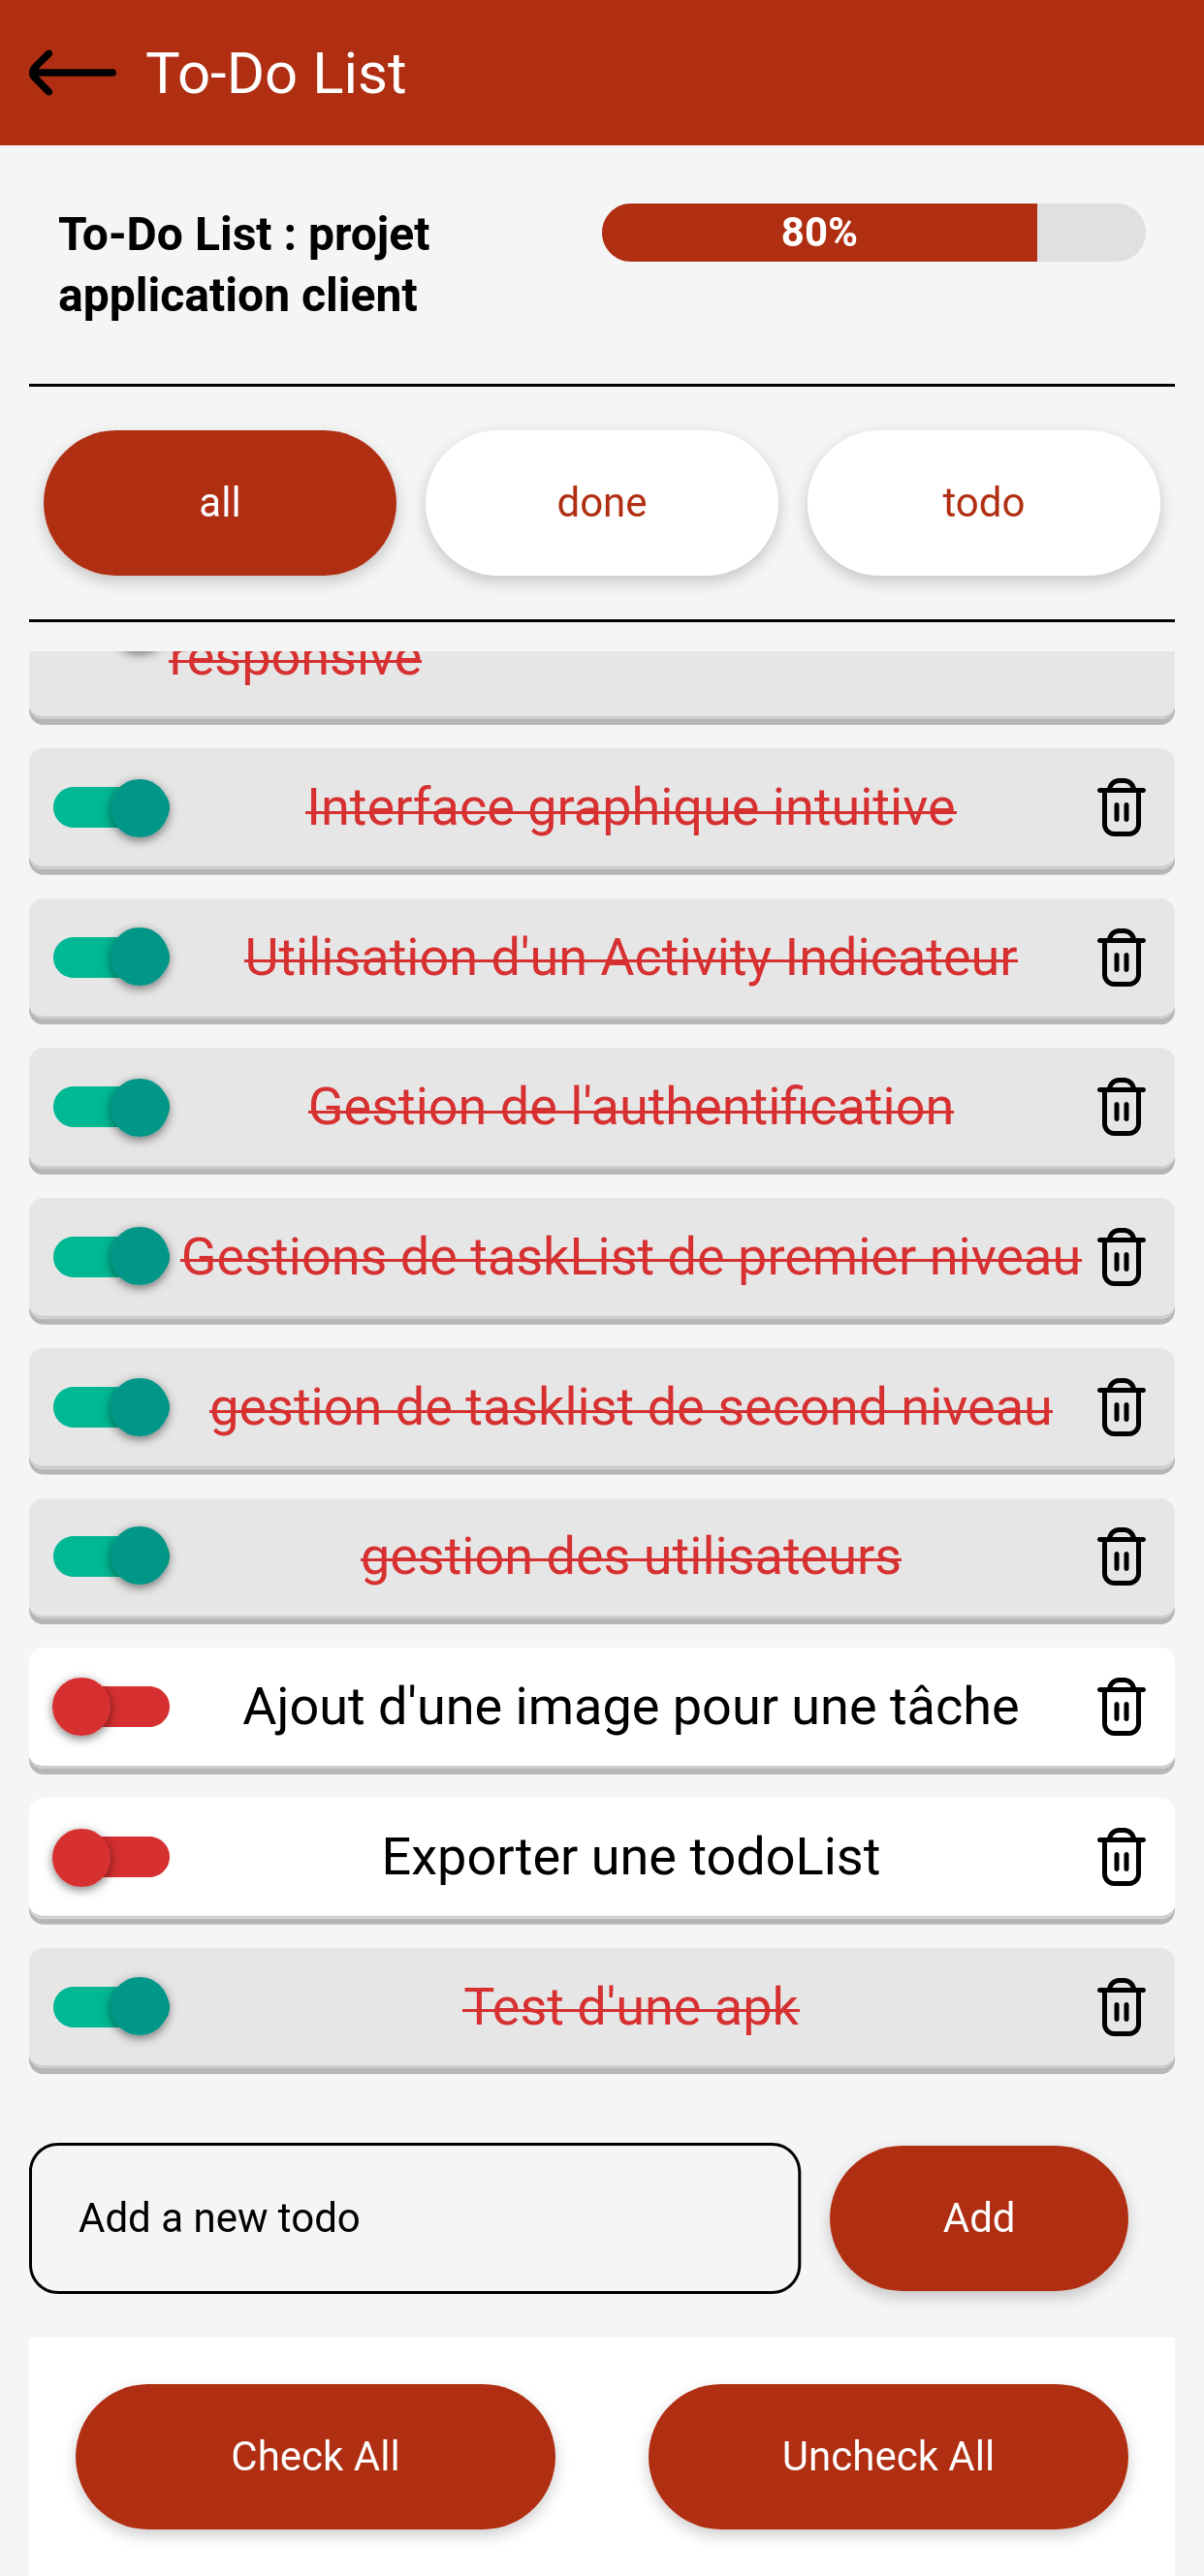 To-Do List
To-Do List : projet
application client
80%
all
done
todo
responsive
Interface graphique intuitive
Utilisation d'un Activity Indicateur
Gestion de l'authentification
Gestions de taskList de premier niveau
gestion de tasklist de second niveau
gestion des utilisateurs
Ajout d'une image pour une tâche
Exporter une todoList
Test d'une apk
Add a new todo
Add
Check All
Uncheck All